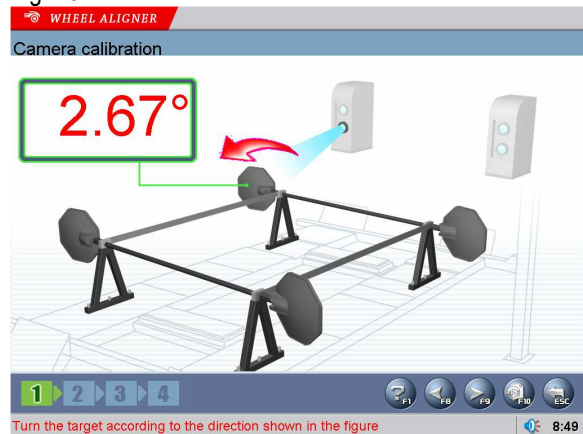 WHEEL ALIGNER
Camera calibration
2.67°
1 2 3 4
? F1 F8 F9 F10 ESC
Turn the target according to the direction shown in the figure
8:49